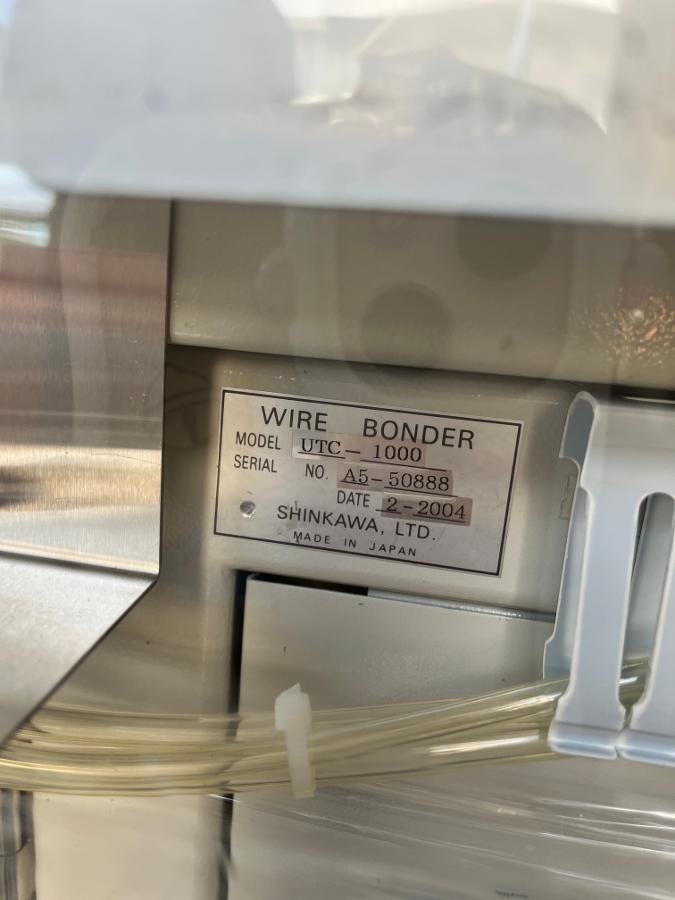 WIRE BONDER
MODEL UTC-1000
SERIAL NO. A5-50888
DATE 2-2004
SHINKAWA, LTD.
MADE IN JAPAN